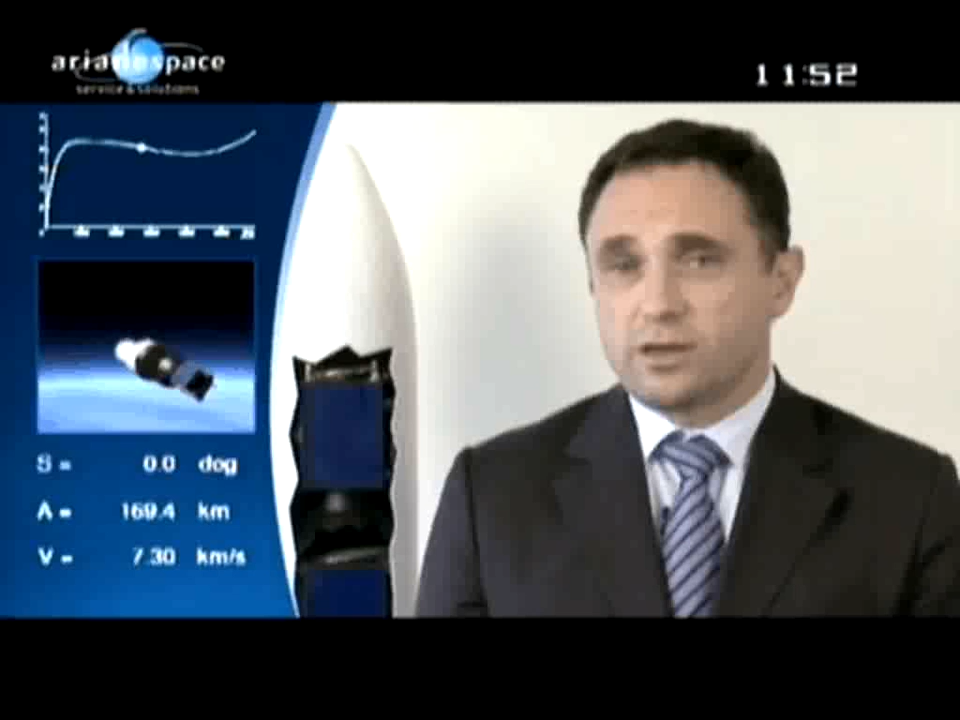 arianespace
service & solutions
11:52
S = 0.0 deg
A = 169.4 km
V = 7.30 km/s